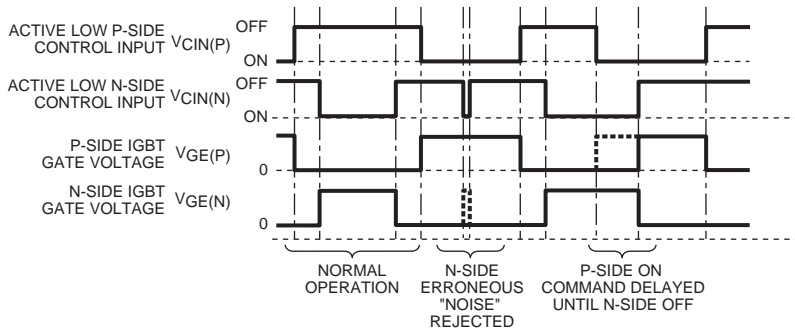 ACTIVE LOW P-SIDE
CONTROL INPUT VCIN(P)
OFF
ON
ACTIVE LOW N-SIDE
CONTROL INPUT VCIN(N)
OFF
ON
P-SIDE IGBT
GATE VOLTAGE VGE(P)
0
N-SIDE IGBT
GATE VOLTAGE VGE(N)
0
NORMAL
OPERATION
N-SIDE
ERRONEOUS
"NOISE"
REJECTED
P-SIDE ON
COMMAND DELAYED
UNTIL N-SIDE OFF